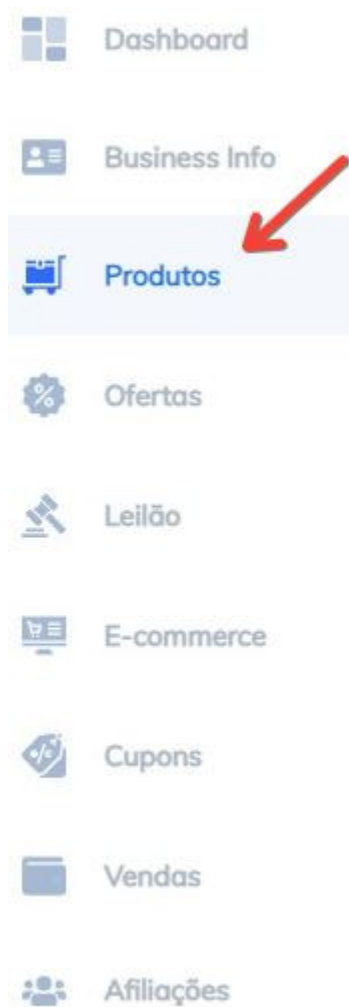 Dashboard
Business Info
Produtos
Ofertas
Leilão
E-commerce
Cupons
Vendas
Afiliações